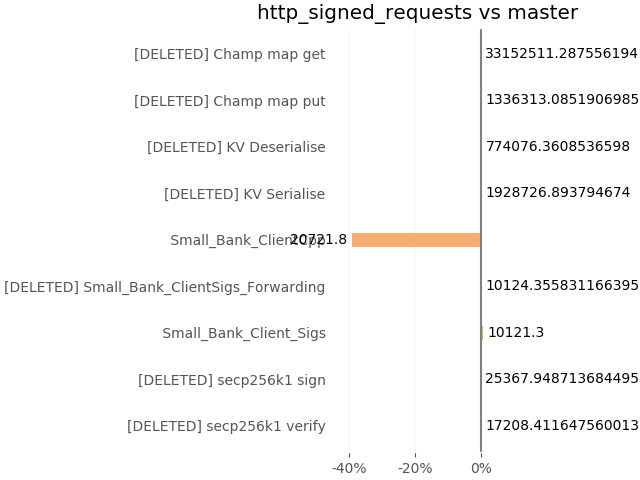 http_signed_requests vs master
[DELETED] Champ map get 33152511.287556194
[DELETED] Champ map put 1336313.0851906985
[DELETED] KV Deserialise 774076.3608536598
[DELETED] KV Serialise 1928726.893794674
Small_Bank_ClientCpp 20721.8
[DELETED] Small_Bank_ClientSigs_Forwarding 10124.355831166395
Small_Bank_Client_Sigs 10121.3
[DELETED] secp256k1 sign 25367.948713684495
[DELETED] secp256k1 verify 17208.411647560013
-40% -20% 0%